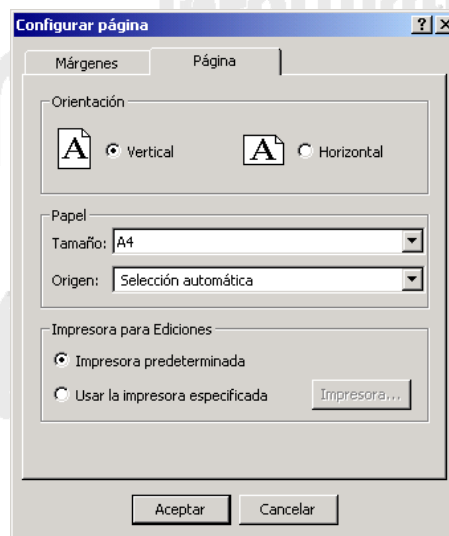 Configurar página
Márgenes Página
Orientación
A Vertical A Horizontal
Papel
Tamaño: A4
Origen: Selección automática
Impresora para Ediciones
Impresora predeterminada
Usar la impresora especificada Impresora...
Aceptar Cancelar